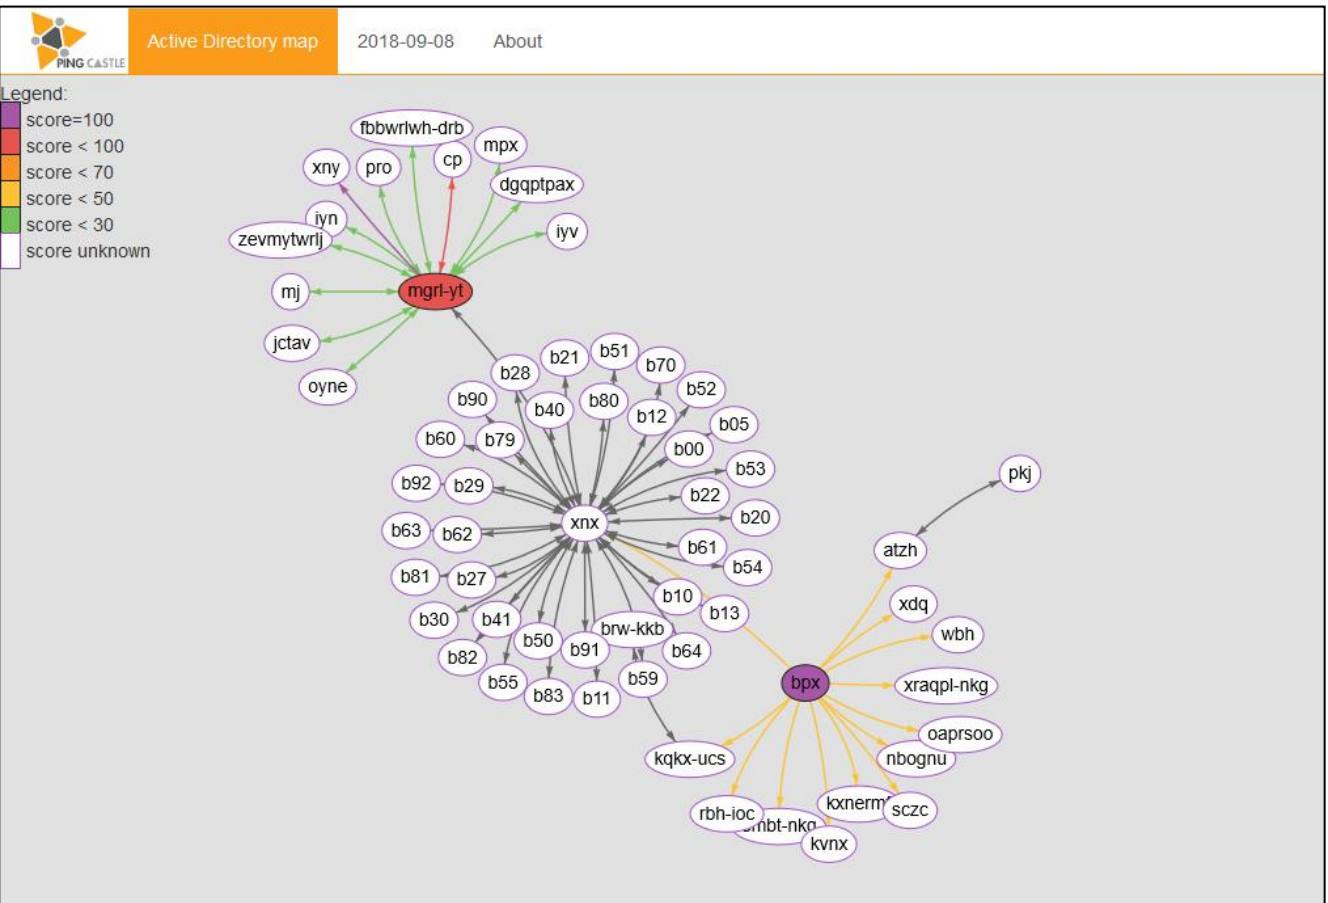 PING CASTLE
Active Directory map 2018-09-08 About
Legend:
score=100
score < 100
score < 70
score < 50
score < 30
score unknown
fbbwrlwh-drb
mpx
cp
xny
pro
dgqptpax
iyn
iyv
zevmytwrlj
mgrl-yt
mj
jctav
oyne
b51
b21
b70
b28
b52
b90
b80
b40
b12
b05
b60
b79
b00
b53
b92
b29
b22
pkj
b20
xnx
b63
b62
b61
atzh
b54
b81
b27
b10
xdq
b13
b30
b41
brw-kkb
wbh
b50
b91
b64
b82
b59
bpx
xraqpl-nkg
b55
b83
b11
oaprsoo
kqkx-ucs
nbognu
kxnerm
sczc
rbh-ioc
mbt-nkg
kvnx